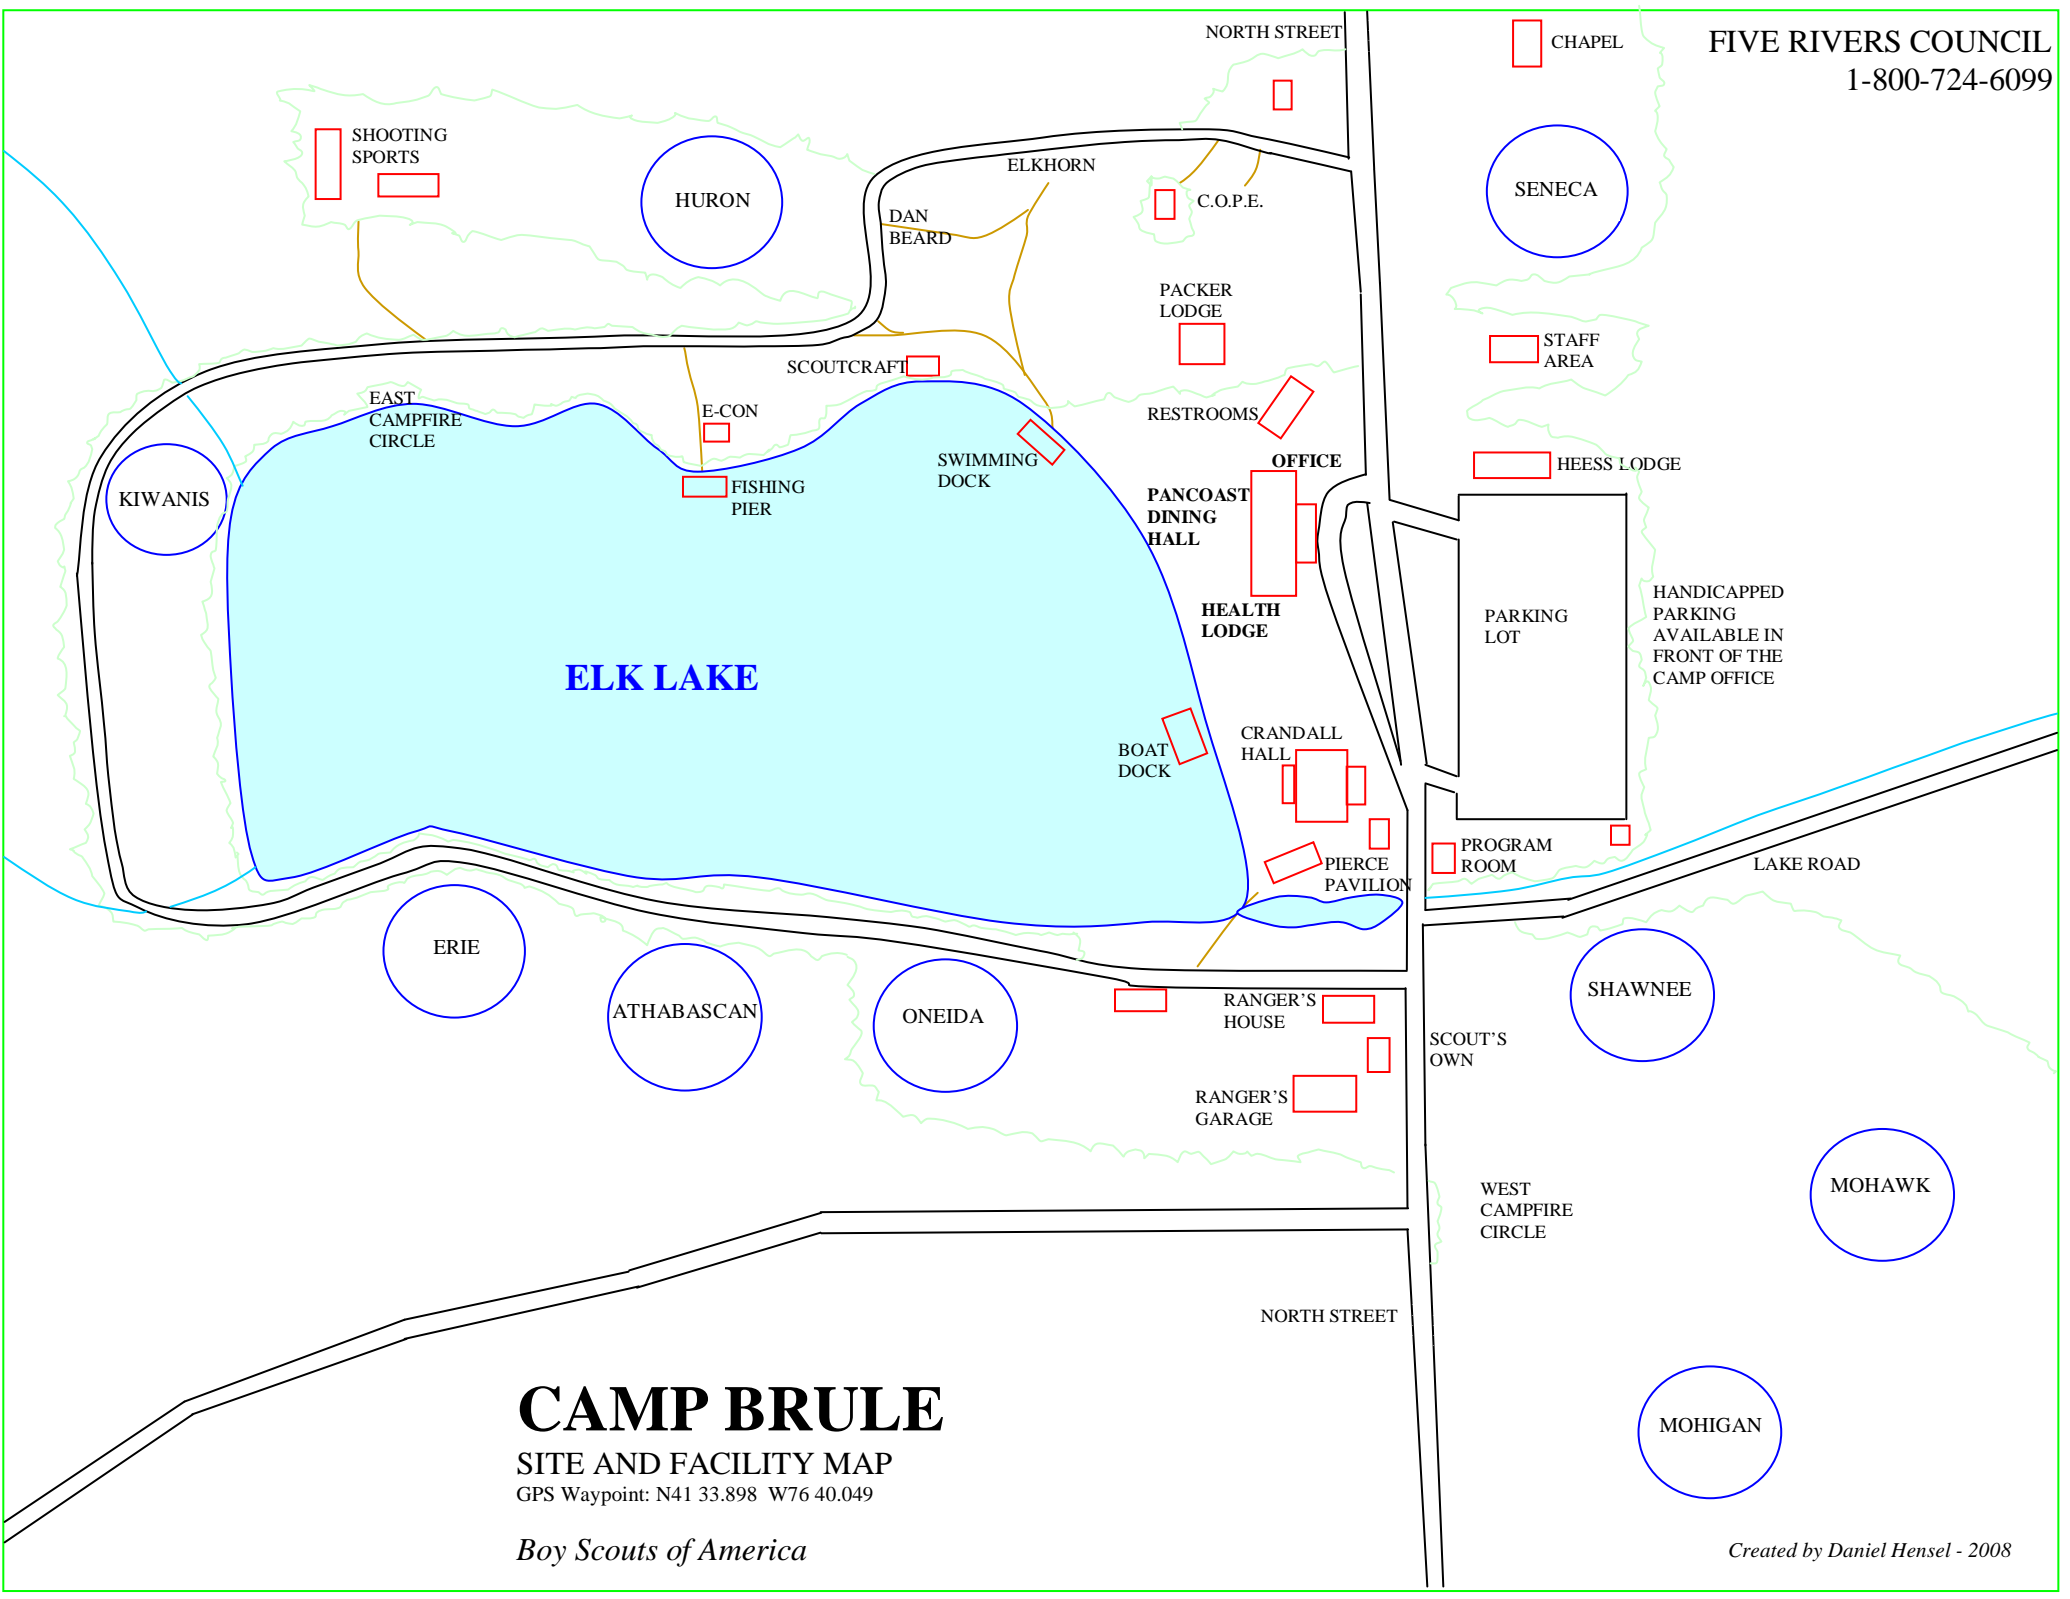 NORTH STREET
CHAPEL
FIVE RIVERS COUNCIL
1-800-724-6099
SHOOTING
SPORTS
HURON
ELKHORN
DAN
BEARD
C.O.P.E.
SENECA
PACKER
LODGE
STAFF
AREA
SCOUTCRAFT
EAST
CAMPFIRE
CIRCLE
E-CON
RESTROOMS
SWIMMING
DOCK
OFFICE
HEESS LODGE
KIWANIS
FISHING
PIER
PANCOAST
DINING
HALL
HEALTH
LODGE
PARKING
LOT
HANDICAPPED
PARKING
AVAILABLE IN
FRONT OF THE
CAMP OFFICE
ELK LAKE
BOAT
DOCK
CRANDALL
HALL
PIERCE
PAVILION
PROGRAM
ROOM
LAKE ROAD
ERIE
ATHABASCAN
ONEIDA
RANGER'S
HOUSE
SHAWNEE
SCOUT'S
OWN
RANGER'S
GARAGE
WEST
CAMPFIRE
CIRCLE
MOHAWK
NORTH STREET
MOHIGAN
CAMP BRULE
SITE AND FACILITY MAP
GPS Waypoint: N41 33.898  W76 40.049
Boy Scouts of America
Created by Daniel Hensel - 2008